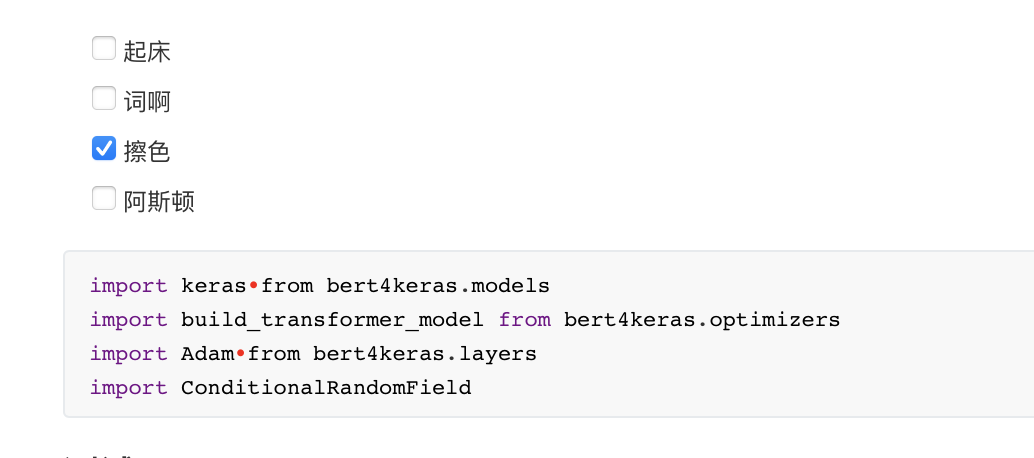 起床
词啊
擦色
阿斯顿
import keras•from bert4keras.models
import build_transformer_model from bert4keras.optimizers
import Adam•from bert4keras.layers
import ConditionalRandomField